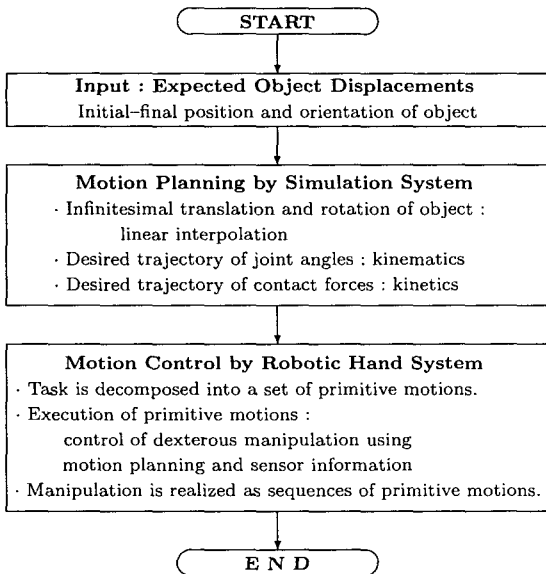 START
Input : Expected Object Displacements
Initial–final position and orientation of object
Motion Planning by Simulation System
· Infinitesimal translation and rotation of object :
linear interpolation
· Desired trajectory of joint angles : kinematics
· Desired trajectory of contact forces : kinetics
Motion Control by Robotic Hand System
· Task is decomposed into a set of primitive motions.
· Execution of primitive motions :
control of dexterous manipulation using
motion planning and sensor information
· Manipulation is realized as sequences of primitive motions.
E N D